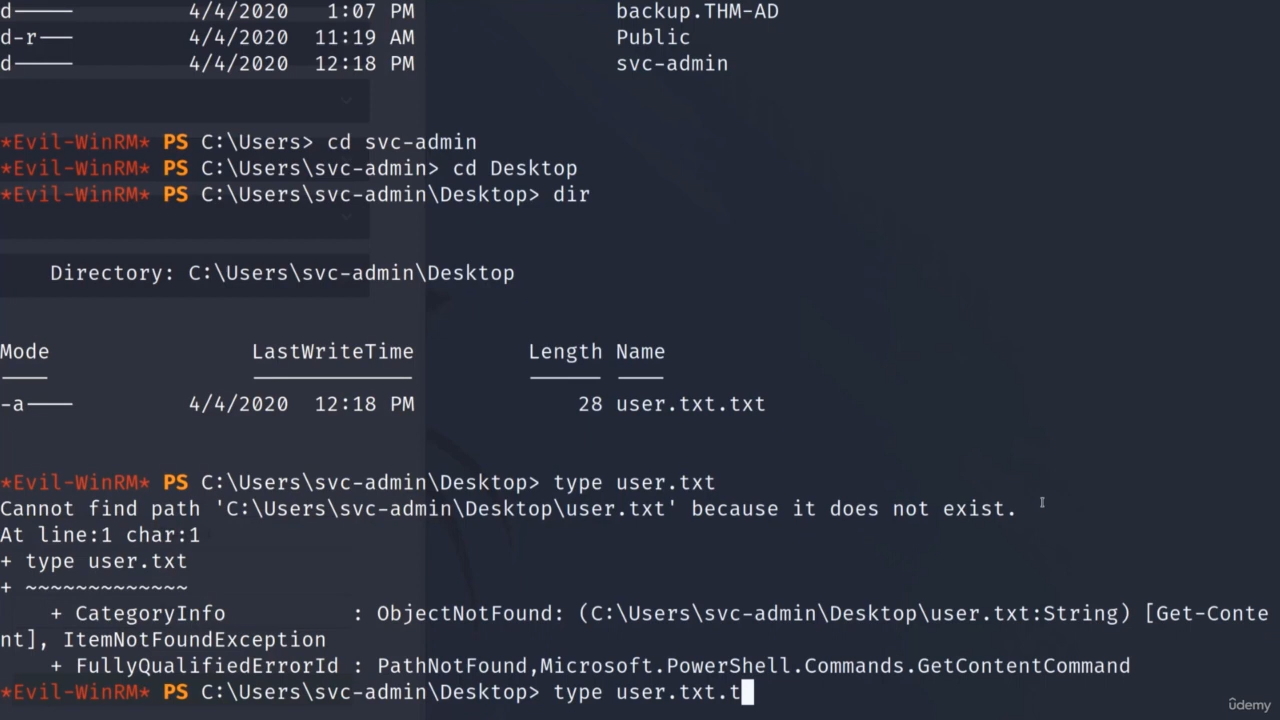 d----- 4/4/2020 1:07 PM backup.THM-AD
d-r--- 4/4/2020 11:19 AM Public
d----- 4/4/2020 12:18 PM svc-admin
*Evil-WinRM* PS C:\Users> cd svc-admin
*Evil-WinRM* PS C:\Users\svc-admin> cd Desktop
*Evil-WinRM* PS C:\Users\svc-admin\Desktop> dir
Directory: C:\Users\svc-admin\Desktop
Mode LastWriteTime Length Name
---- ------------- ------ ----
-a---- 4/4/2020 12:18 PM 28 user.txt.txt
*Evil-WinRM* PS C:\Users\svc-admin\Desktop> type user.txt
Cannot find path 'C:\Users\svc-admin\Desktop\user.txt' because it does not exist.
At line:1 char:1
+ type user.txt
+ ~~~~~~~~~~~~~
+ CategoryInfo : ObjectNotFound: (C:\Users\svc-admin\Desktop\user.txt:String) [Get-Conte
nt], ItemNotFoundException
+ FullyQualifiedErrorId : PathNotFound,Microsoft.PowerShell.Commands.GetContentCommand
*Evil-WinRM* PS C:\Users\svc-admin\Desktop> type user.txt.t
ûdemy